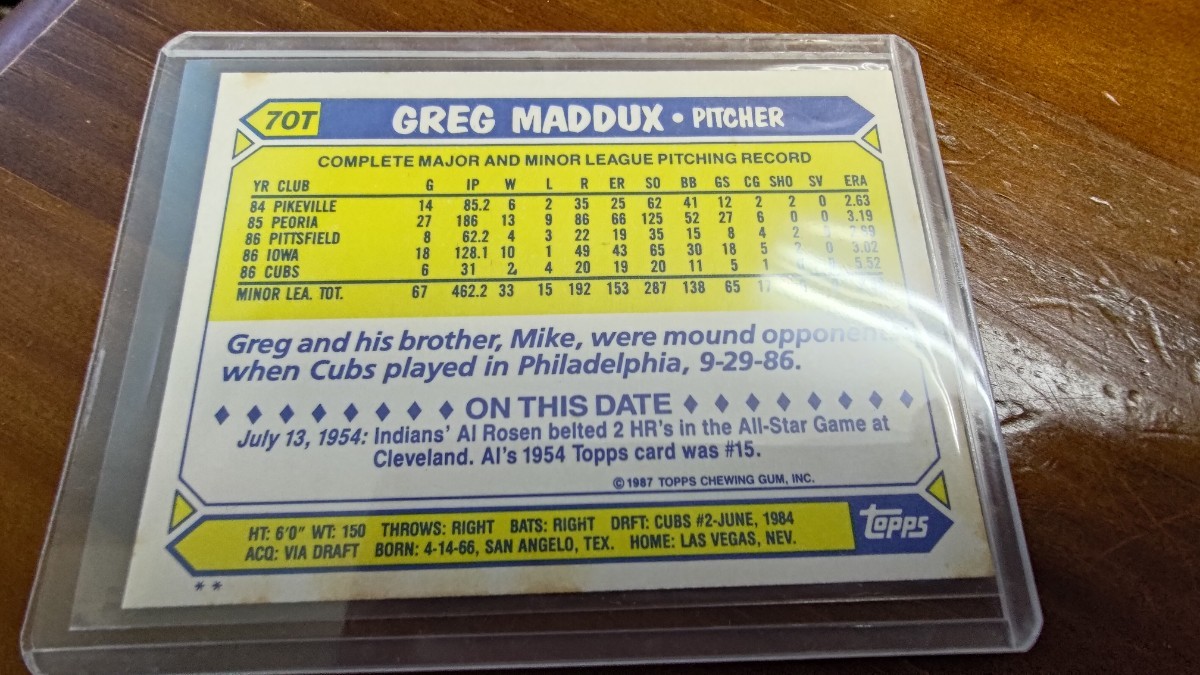 70T GREG MADDUX • PITCHER
COMPLETE MAJOR AND MINOR LEAGUE PITCHING RECORD
YR CLUB G IP W L R ER SO BB GS CG SHO SV ERA
84 PIKEVILLE 14 85.2 6 2 35 25 62 41 12 2 2 0 2.63
85 PEORIA 27 186 13 9 86 66 125 52 27 6 0 0 3.19
86 PITTSFIELD 8 62.2 4 3 22 19 35 15 8 4 2
86 IOWA 18 128.1 10 1 49 43 65 30 18 5 2 0 3.02
86 CUBS 6 31 2 4 20 19 20 11 5 1 5.52
MINOR LEA. TOT. 67 462.2 33 15 192 153 287 138 65
Greg and his brother, Mike, were mound
when Cubs played in Philadelphia, 9-29-86.
ON THIS DATE
July 13, 1954: Indians' Al Rosen belted 2 HR's in the All-Star Game at
Cleveland. Al's 1954 Topps card was #15.
©1987 TOPPS CHEWING GUM, INC.
HT: 6'0" WT: 150 THROWS: RIGHT BATS: RIGHT DRFT: CUBS #2-JUNE, 1984
ACQ: VIA DRAFT BORN: 4-14-66, SAN ANGELO, TEX. HOME: LAS VEGAS, NEV.
topps
**